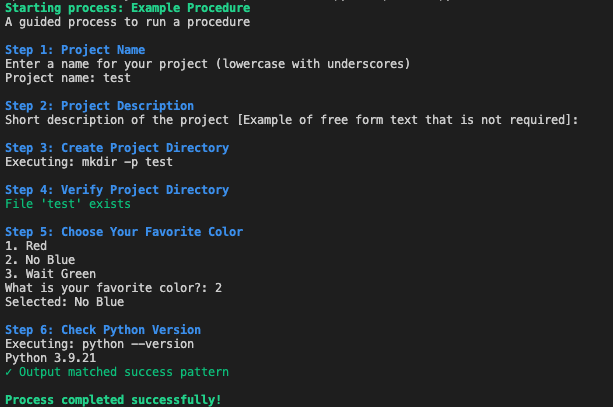 Starting process: Example Procedure
A guided process to run a procedure
Step 1: Project Name
Enter a name for your project (lowercase with underscores)
Project name: test
Step 2: Project Description
Short description of the project [Example of free form text that is not required]:
Step 3: Create Project Directory
Executing: mkdir -p test
Step 4: Verify Project Directory
File 'test' exists
Step 5: Choose Your Favorite Color
1. Red
2. No Blue
3. Wait Green
What is your favorite color?: 2
Selected: No Blue
Step 6: Check Python Version
Executing: python --version
Python 3.9.21
✓ Output matched success pattern
Process completed successfully!